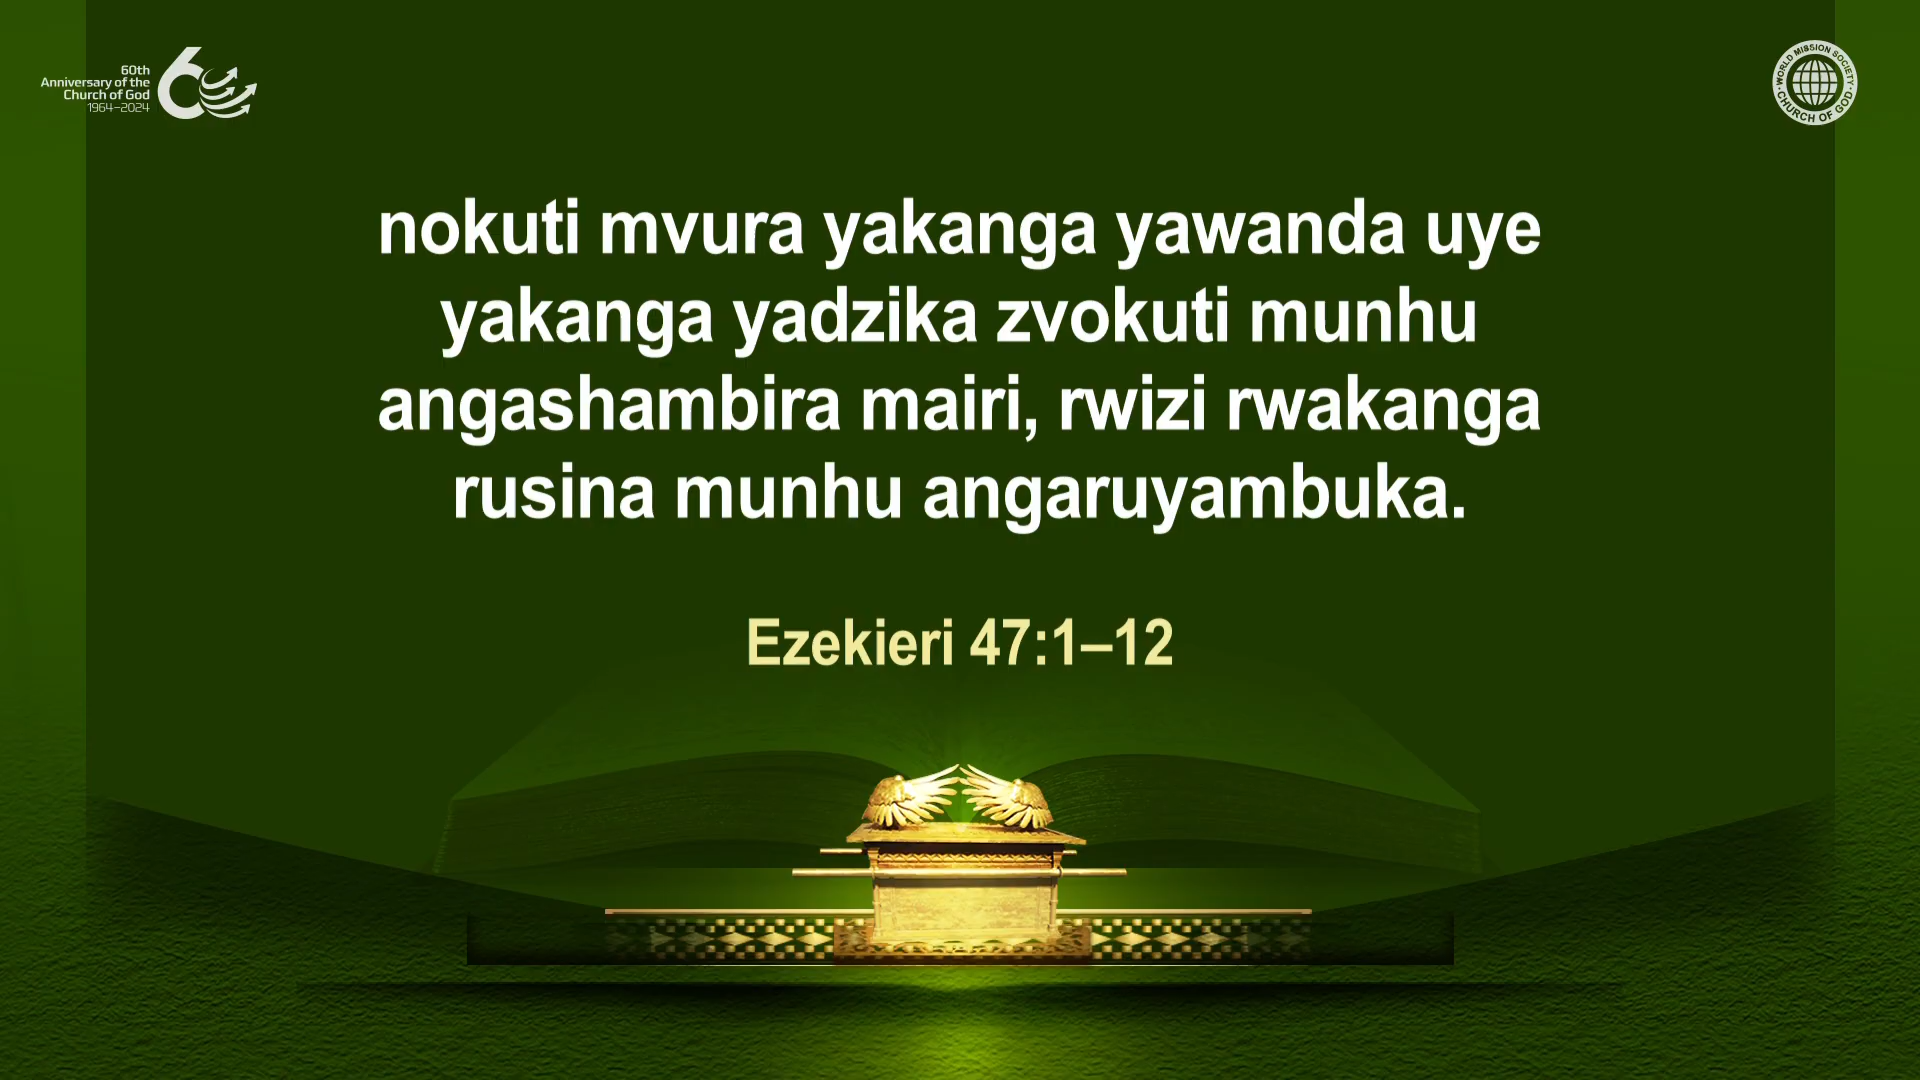 60th
Anniversary of the
Church of God
1964–2024
WORLD MISSION SOCIETY
CHURCH OF GOD
nokuti mvura yakanga yawanda uye
yakanga yadzika zvokuti munhu
angashambira mairi, rwizi rwakanga
rusina munhu angaruyambuka.
Ezekieri 47:1–12